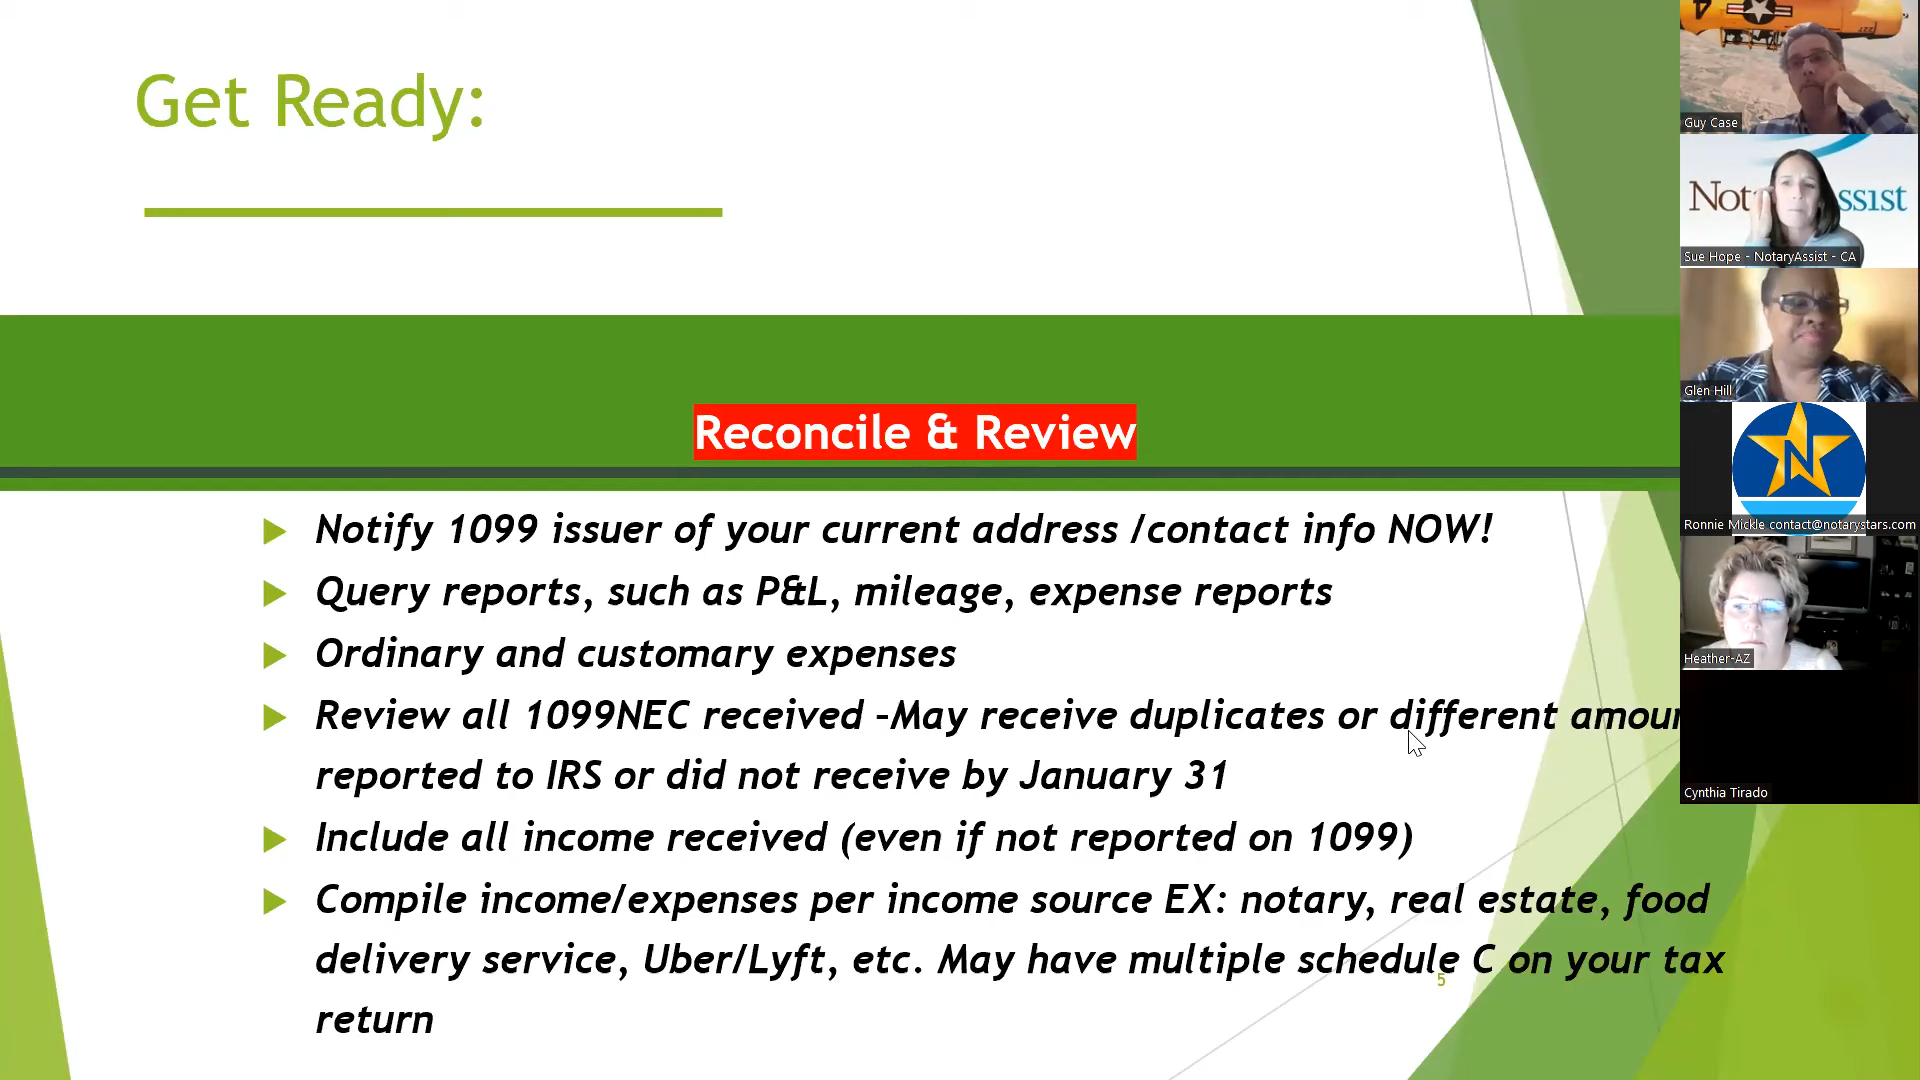 Get Ready:
Reconcile & Review
Notify 1099 issuer of your current address /contact info NOW!
Query reports, such as P&L, mileage, expense reports
Ordinary and customary expenses
Review all 1099NEC received –May receive duplicates or different
reported to IRS or did not receive by January 31
Include all income received (even if not reported on 1099)
Compile income/expenses per income source EX: notary, real estate, food
delivery service, Uber/Lyft, etc. May have multiple schedule C on your tax
return
5
Guy Case
Sue Hope - NotaryAssist - CA
Glen Hill
N
Ronnie Mickle contact@notarystars.com
Heather-AZ
Cynthia Tirado